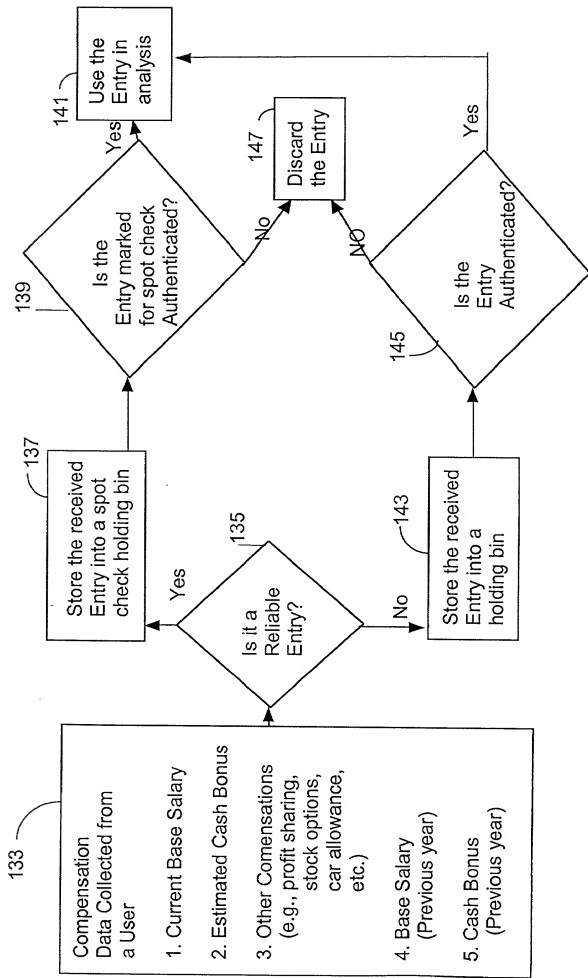 133
Compensation
Data Collected from
a User
1. Current Base Salary
2. Estimated Cash Bonus
3. Other Comensations
(e.g., profit sharing,
stock options,
car allowance,
etc.)
4. Base Salary
(Previous year)
5. Cash Bonus
(Previous year)
135
Is it a
Reliable
Entry?
Yes
No
137
Store the received
Entry into a spot
check holding bin
143
Store the received
Entry into a
holding bin
139
Is the
Entry marked
for spot check
Authenticated?
Yes
No
141
Use the
Entry in
analysis
147
Discard
the Entry
145
Is the
Entry
Authenticated?
NO
Yes